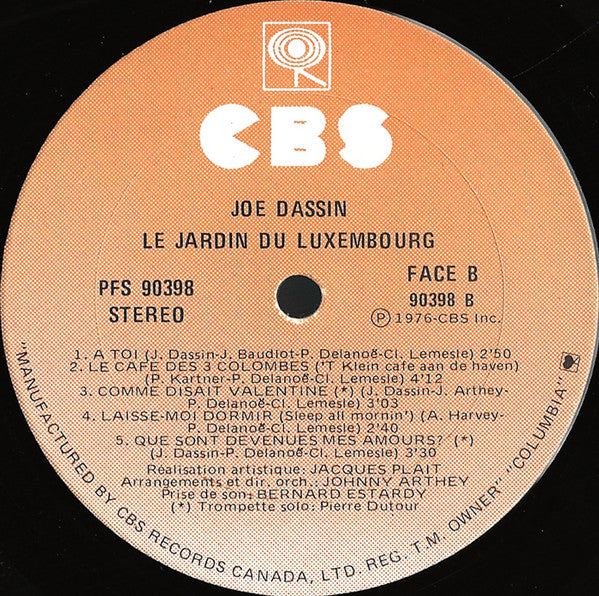 CBS
JOE DASSIN
LE JARDIN DU LUXEMBOURG
PFS 90398
STEREO
FACE B
90398 B
Ⓟ 1976-CBS Inc.
1. A TOI (J. Dassin-J. Baudlot-P. Delanoë-Cl. Lemesle) 2'50
2. LE CAFE DES 3 COLOMBES ('T Klein cafe aan de haven)
(P. Kartner-P. Delanoë-Cl. Lemesle) 4'12
3. COMME DISAIT VALENTINE (*) (J. Dassin-J. Arthey-
P. Delanoë-Cl. Lemesle) 3'03
4. LAISSE-MOI DORMIR (Sleep all mornin') (A. Harvey-
P. Delanoë-Cl. Lemesle) 2'40
5. QUE SONT DEVENUES MES AMOURS? (*)
(J. Dassin-P. Delanoë-Cl. Lemesle) 3'30
Réalisation artistique: JACQUES PLAIT
Arrangements et dir. orch.: JOHNNY ARTHEY
Prise de son: BERNARD ESTARDY
(*) Trompette solo: Pierre Dutour
"MANUFACTURED BY CBS RECORDS CANADA, LTD. REG. T.M. OWNER" "COLUMBIA"